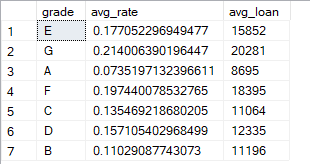 grade avg_rate avg_loan
1 E 0.177052296949477 15852
2 G 0.214006390196447 20281
3 A 0.0735197132396611 8695
4 F 0.197440078532765 18395
5 C 0.135469218680205 11064
6 D 0.157105402968499 12335
7 B 0.11029087743073 11196